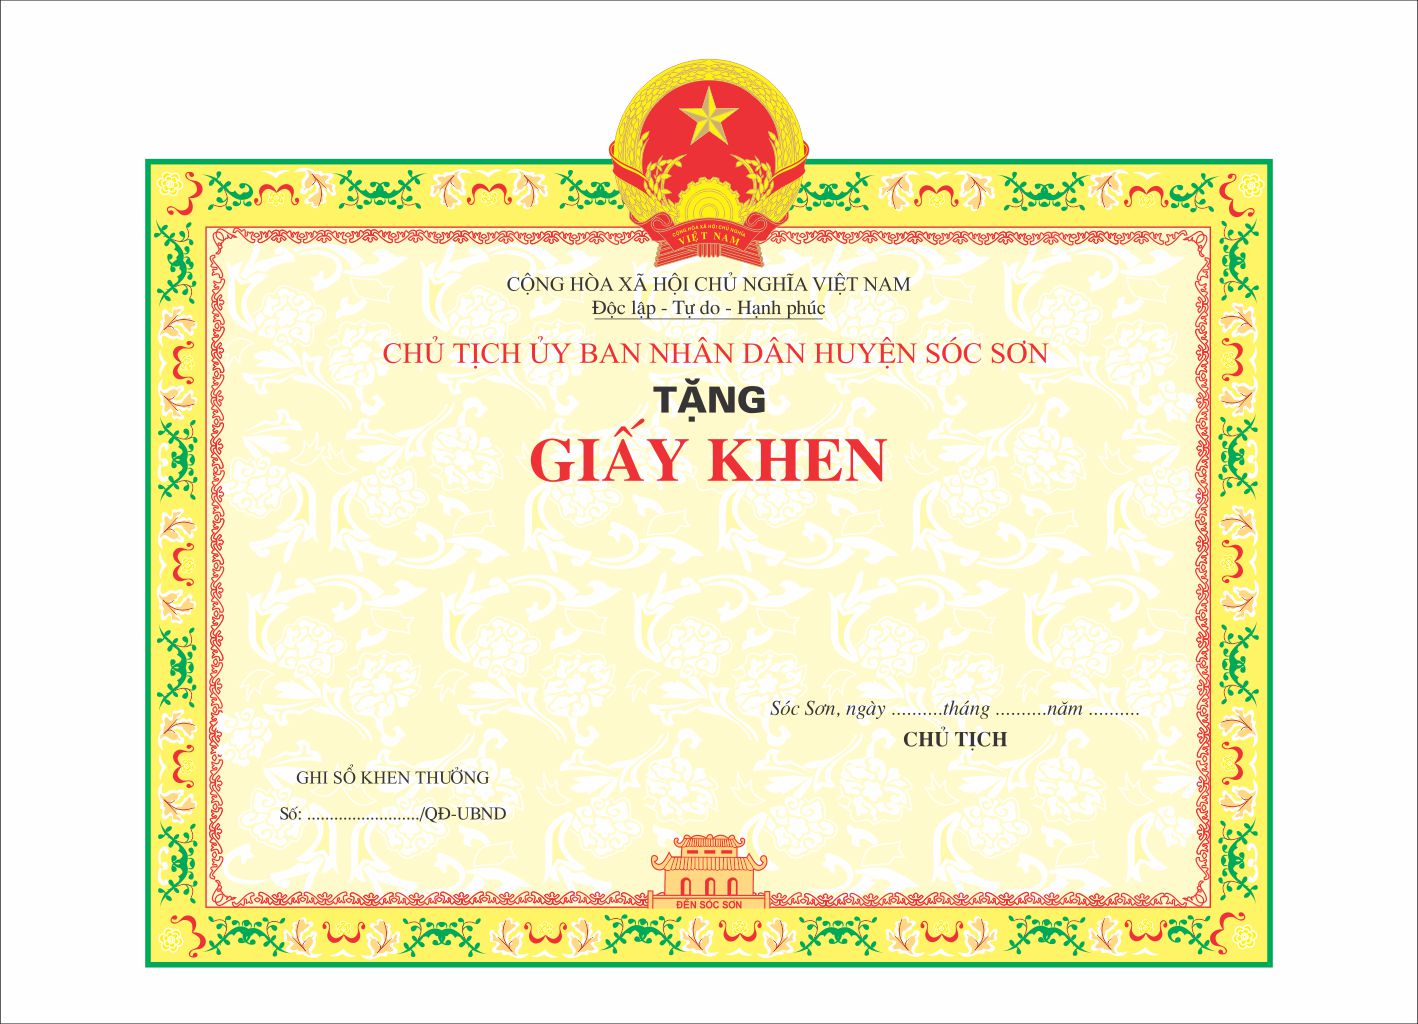 CỘNG HÒA XÃ HỘI CHỦ NGHĨA
VIỆT NAM
CỘNG HÒA XÃ HỘI CHỦ NGHĨA VIỆT NAM
Độc lập - Tự do - Hạnh phúc
CHỦ TỊCH ỦY BAN NHÂN DÂN HUYỆN SÓC SƠN
TẶNG
GIẤY KHEN
Sóc Sơn, ngày ..........tháng ..........năm ..........
CHỦ TỊCH
GHI SỔ KHEN THƯỞNG
Số: ........................./QĐ-UBND
ĐỀN SÓC SƠN